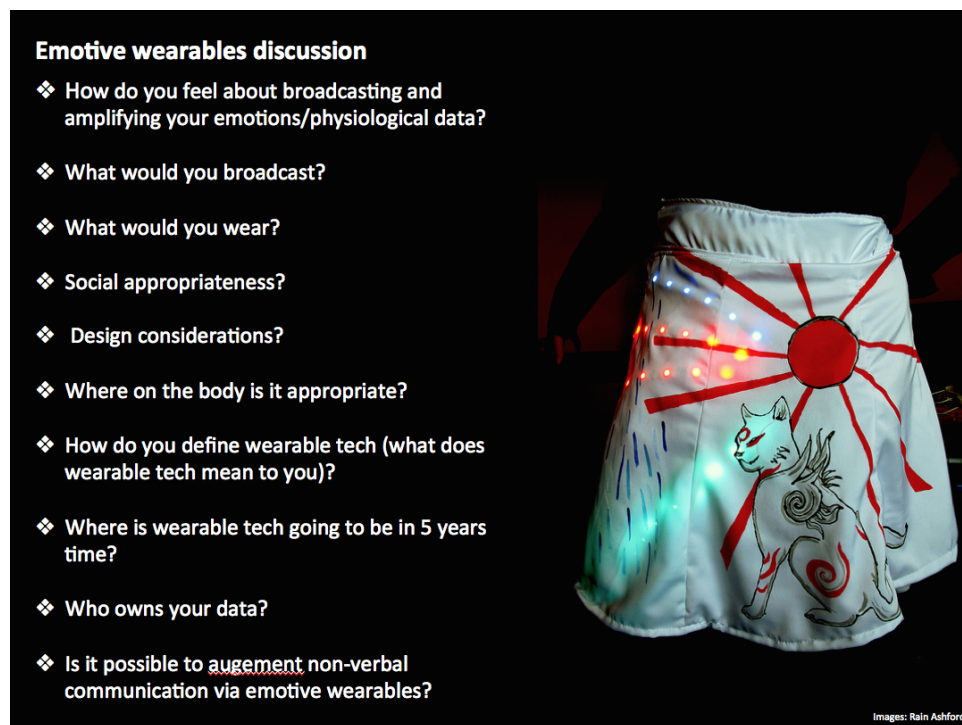 Emotive wearables discussion
❖ How do you feel about broadcasting and
amplifying your emotions/physiological data?
❖ What would you broadcast?
❖ What would you wear?
❖ Social appropriateness?
❖ Design considerations?
❖ Where on the body is it appropriate?
❖ How do you define wearable tech (what does
wearable tech mean to you)?
❖ Where is wearable tech going to be in 5 years
time?
❖ Who owns your data?
❖ Is it possible to augement non-verbal
communication via emotive wearables?
Images: Rain Ashford